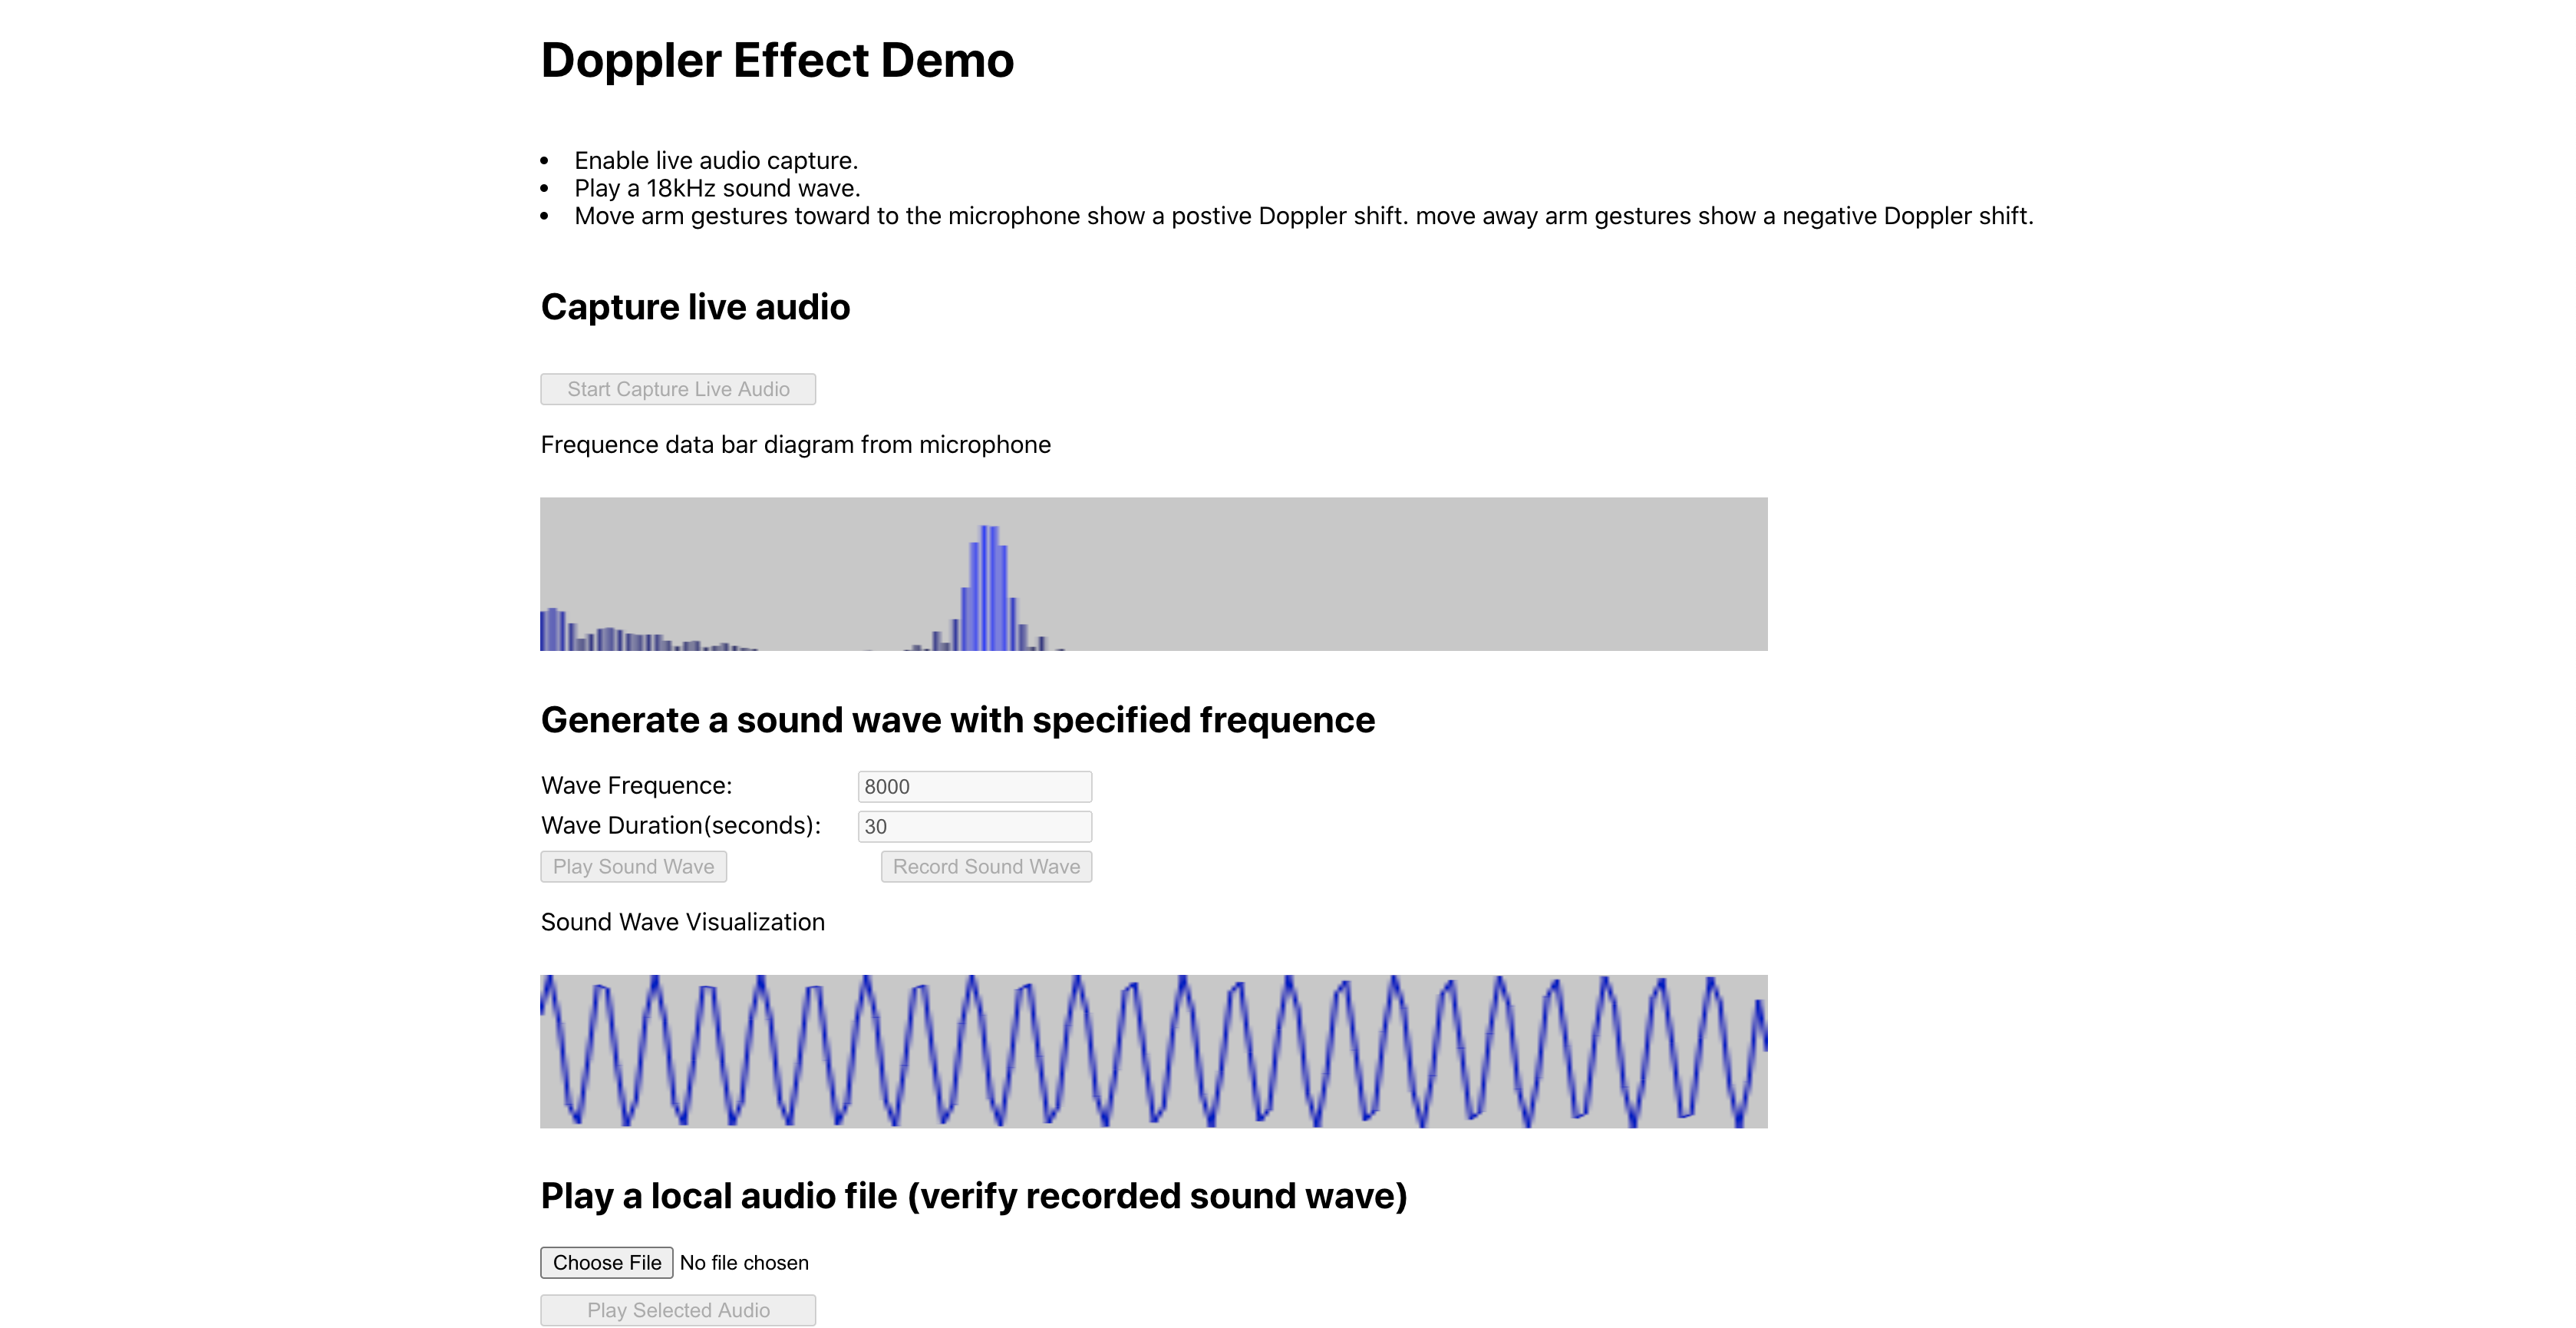 Doppler Effect Demo
• Enable live audio capture.
• Play a 18kHz sound wave.
• Move arm gestures toward to the microphone show a postive Doppler shift. move away arm gestures show a negative Doppler shift.
Capture live audio
Start Capture Live Audio
Frequence data bar diagram from microphone
Generate a sound wave with specified frequence
Wave Frequence: 8000
Wave Duration(seconds): 30
Play Sound Wave Record Sound Wave
Sound Wave Visualization
Play a local audio file (verify recorded sound wave)
Choose File No file chosen
Play Selected Audio